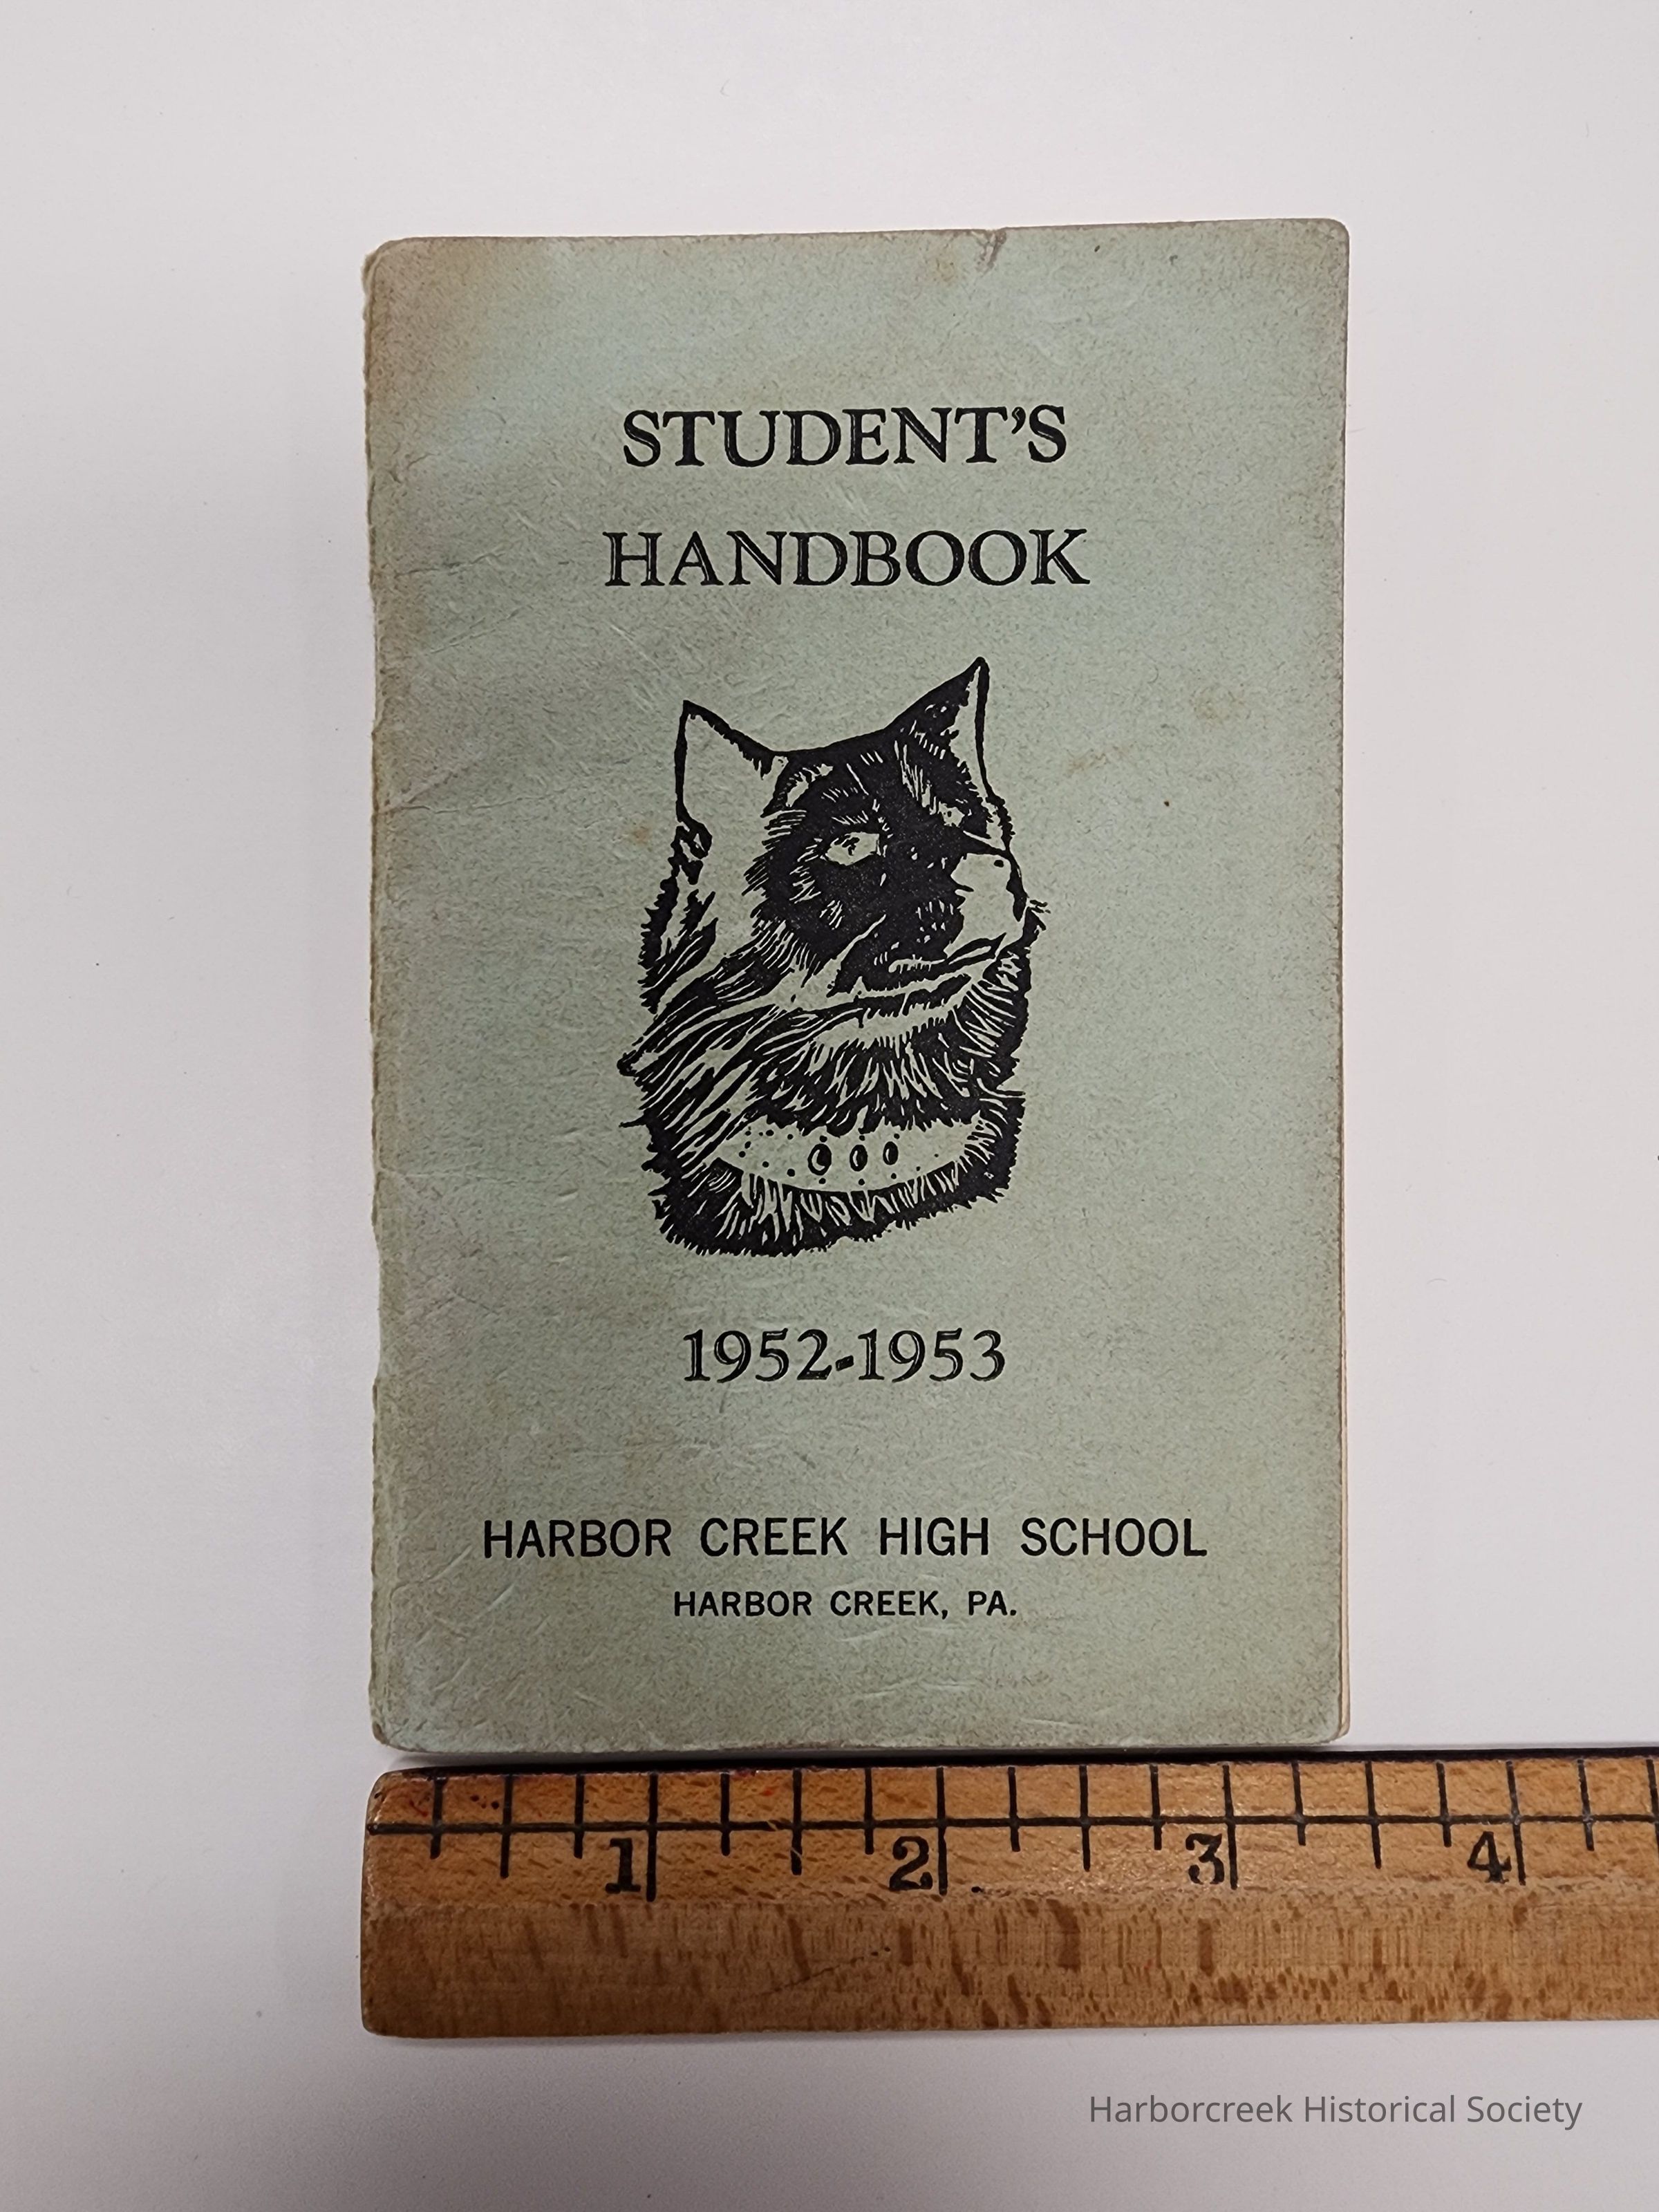 STUDENT'S
HANDBOOK
1952-1953
HARBOR CREEK HIGH SCHOOL
HARBOR CREEK, PA.
1 2 3 4
Harborcreek Historical Society